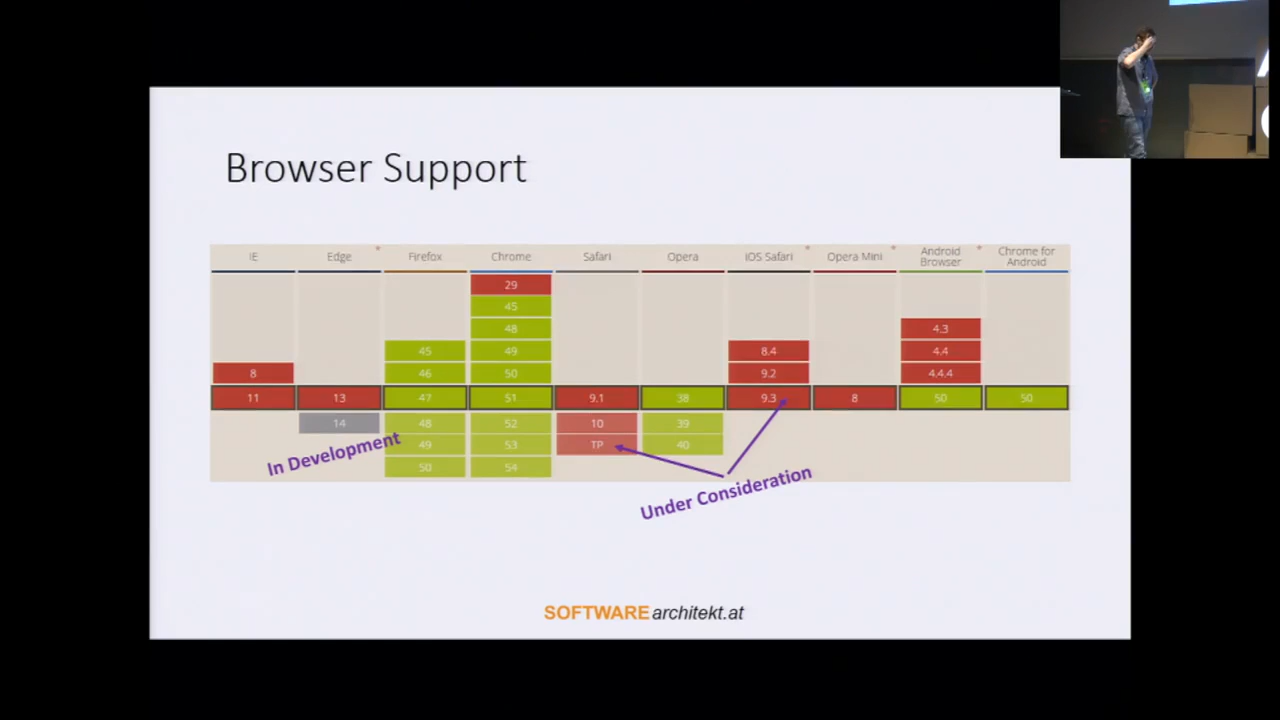 Browser Support
IE Edge * Firefox Chrome Safari Opera iOS Safari * Opera Mini * Android Browser * Chrome for Android
29
45
48 4.3
45 49 8.4 4.4
8 46 50 9.2 4.4.4
11 13 47 51 9.1 38 9.3 8 50 50
14 48 52 10 39
49 53 TP 40
50 54
In Development
Under Consideration
SOFTWAREarchitekt.at